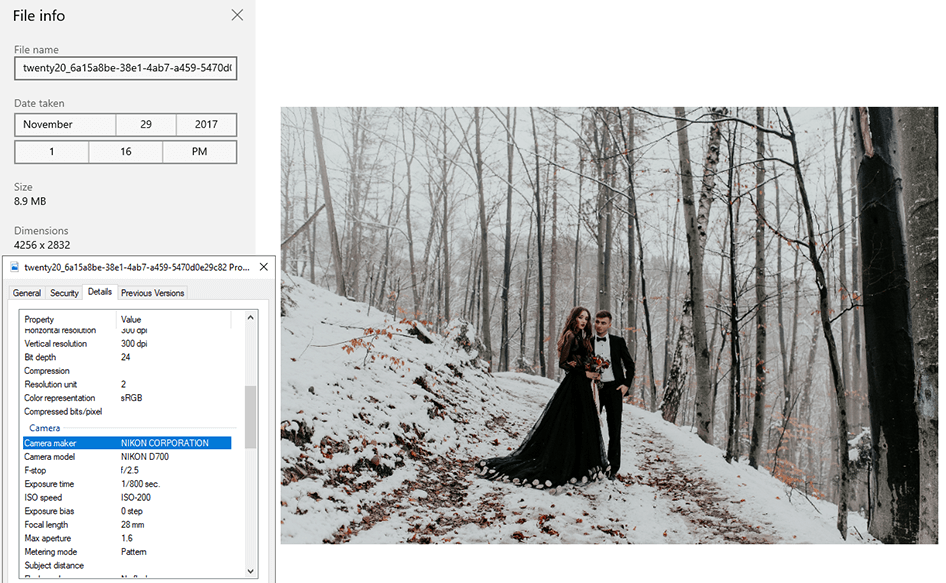 File info
File name
twenty20_6a15a8be-38e1-4ab7-a459-5470d
Date taken
November 29 2017
1 16 PM
Size
8.9 MB
Dimensions
4256 x 2832
twenty20_6a15a8be-38e1-4ab7-a459-5470d0e29c82 Pro...
General Security Details Previous Versions
Property Value
Horizontal resolution 300 dpi
Vertical resolution 300 dpi
Bit depth 24
Compression
Resolution unit 2
Color representation sRGB
Compressed bits/pixel
Camera
Camera maker NIKON CORPORATION
Camera model NIKON D700
F-stop f/2.5
Exposure time 1/800 sec.
ISO speed ISO-200
Exposure bias 0 step
Focal length 28 mm
Max aperture 1.6
Metering mode Pattern
Subject distance